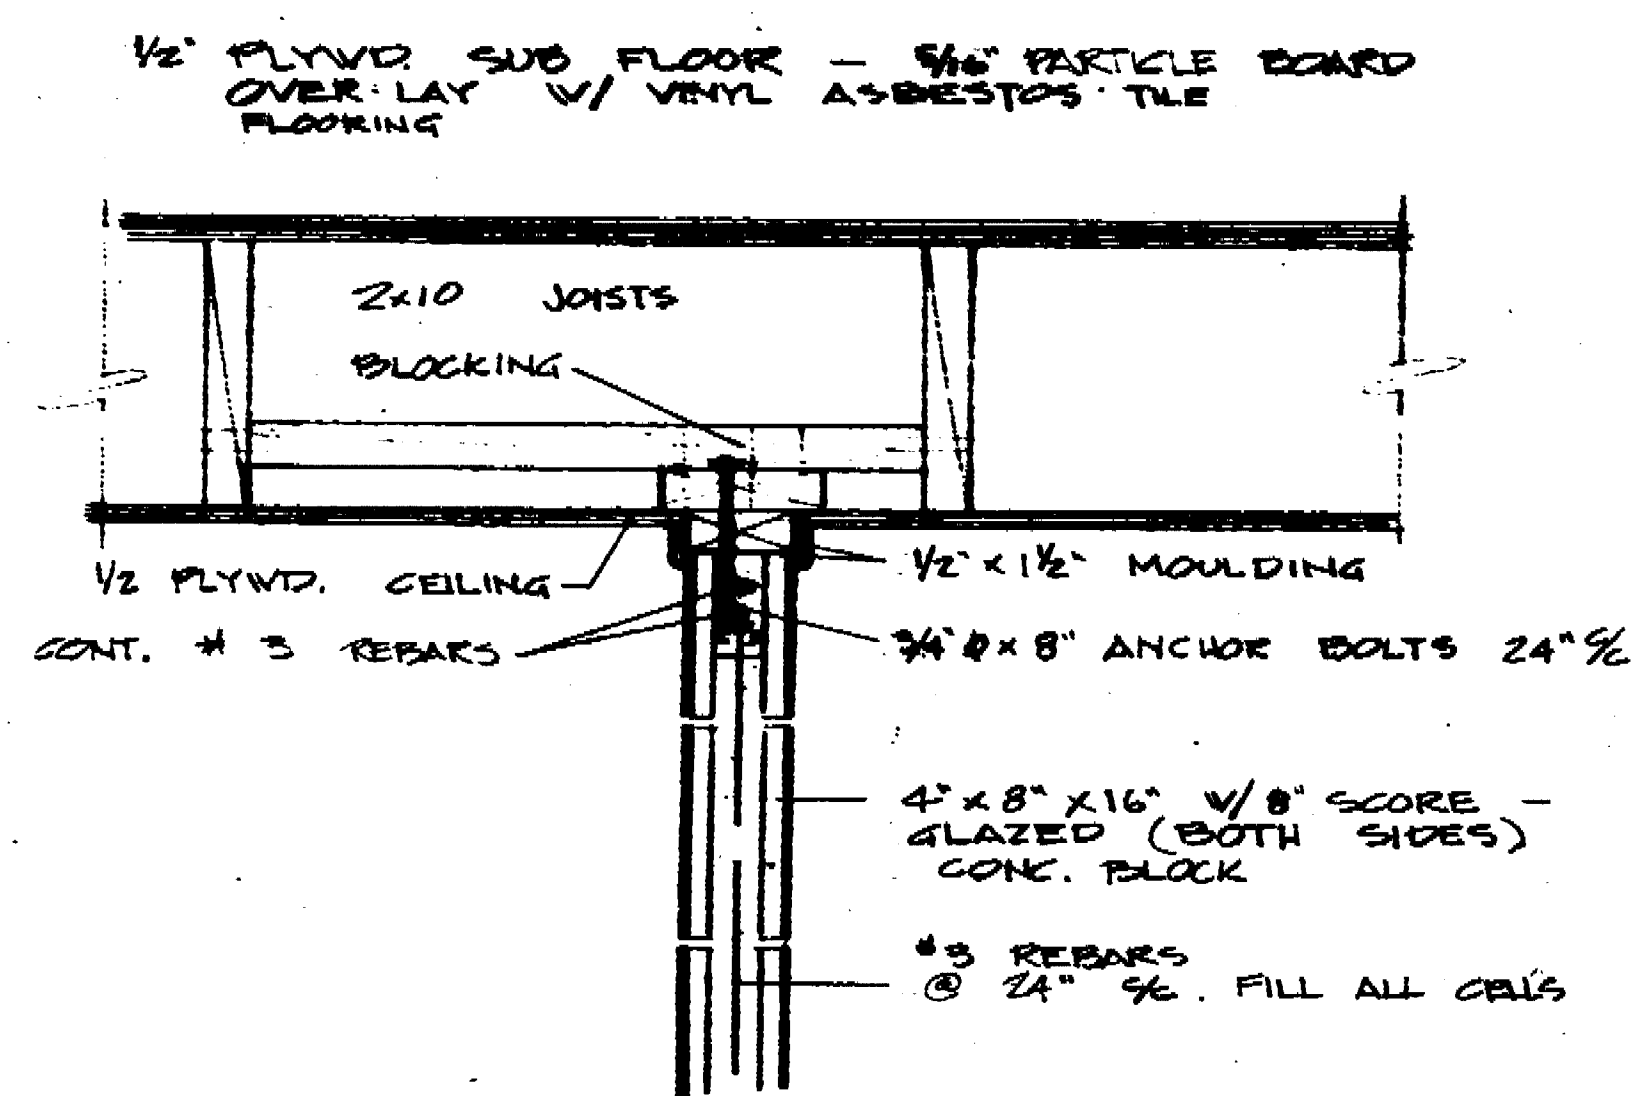 1/2" PLYWD. SUB FLOOR — 5/16" PARTICLE BOARD
OVER·LAY W/ VINYL ASBESTOS·TILE
FLOORING
2x10 JOISTS
BLOCKING
1/2 PLYWD. CEILING
1/2" x 1 1/2" MOULDING
CONT. # 3 REBARS
3/4" ø x 8" ANCHOR BOLTS 24" c/c
4" x 8" x 16" W/ 8" SCORE —
GLAZED (BOTH SIDES)
CONC. BLOCK
#3 REBARS
@ 24" c/c. FILL ALL CELLS